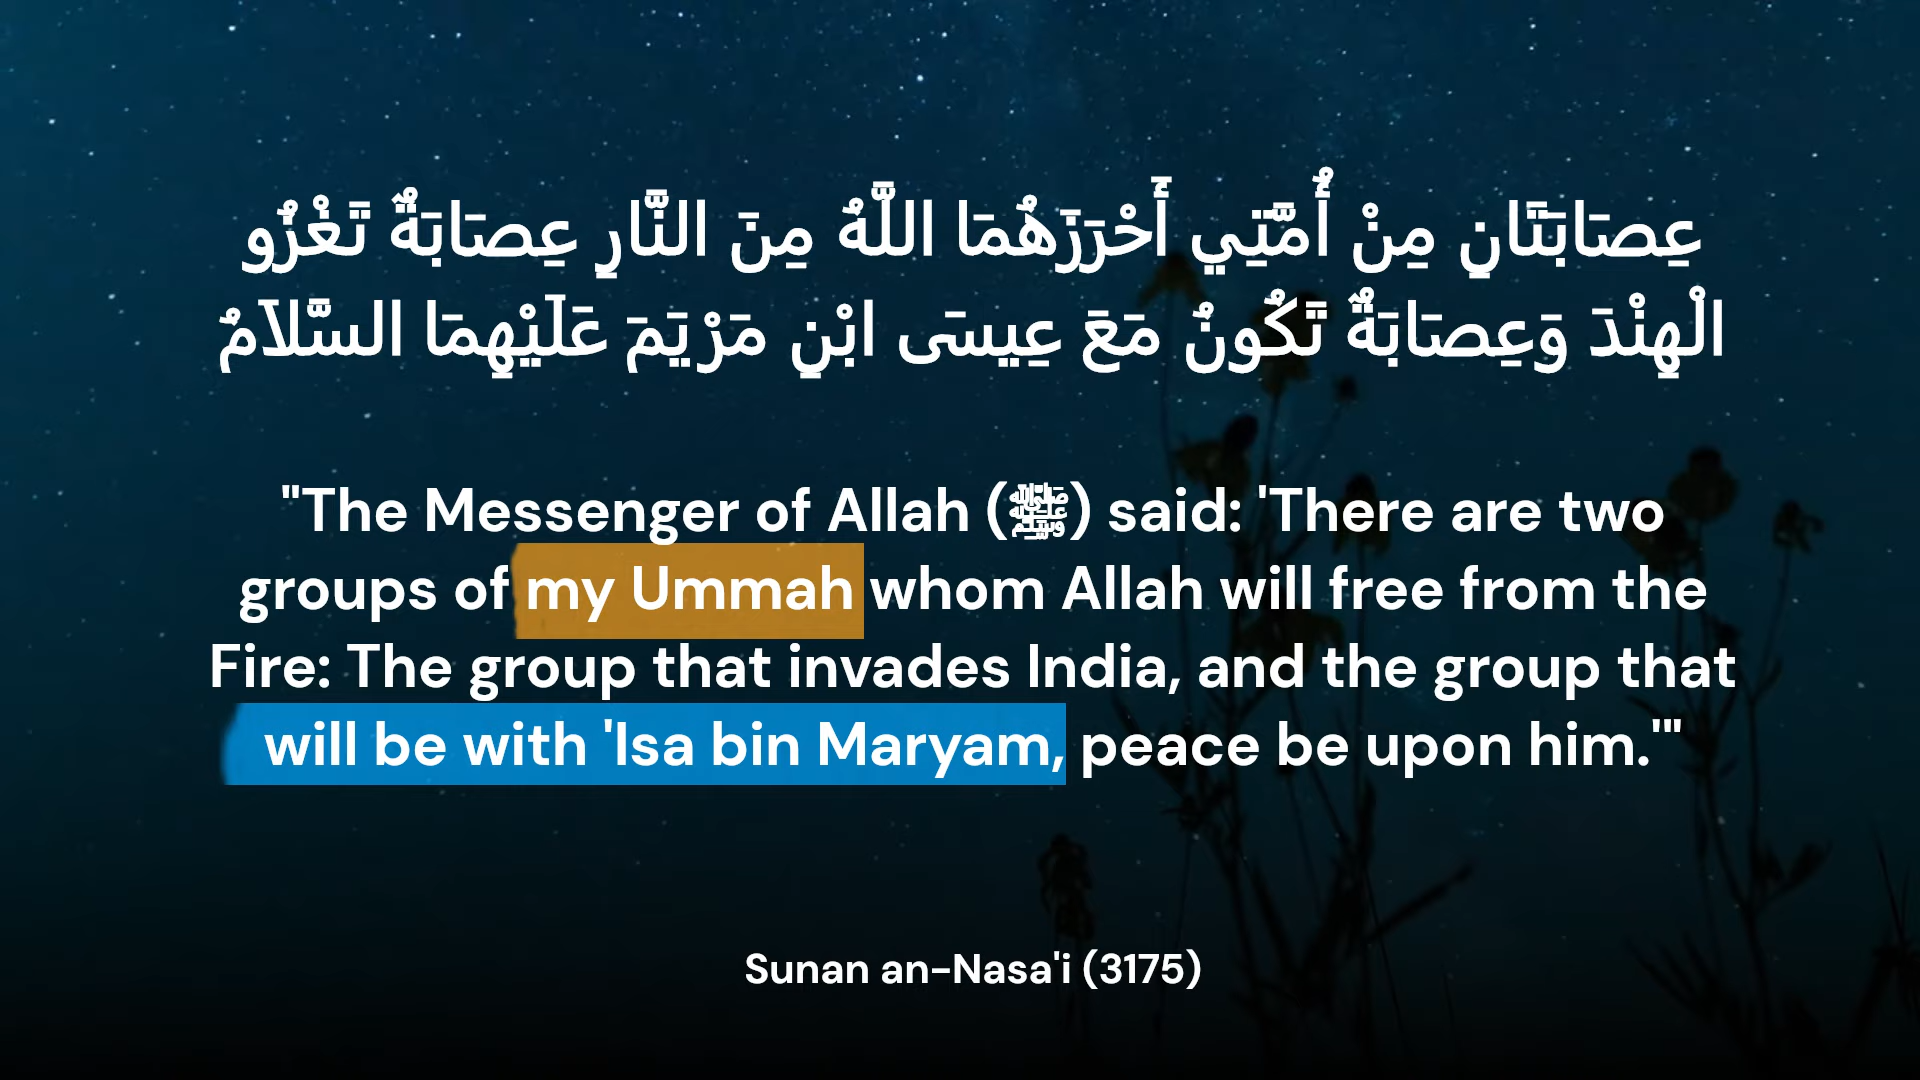 عِصَابَتَانِ مِنْ أُمَّتِي أَحْرَزَهُمَا اللَّهُ مِنَ النَّارِ عِصَابَةٌ تَغْزُو
الْهِنْدَ وَعِصَابَةٌ تَكُونُ مَعَ عِيسَى ابْنِ مَرْيَمَ عَلَيْهِمَا السَّلاَمُ
"The Messenger of Allah (ﷺ) said: 'There are two
groups of my Ummah whom Allah will free from the
Fire: The group that invades India, and the group that
will be with 'Isa bin Maryam, peace be upon him.'"
Sunan an-Nasa'i (3175)